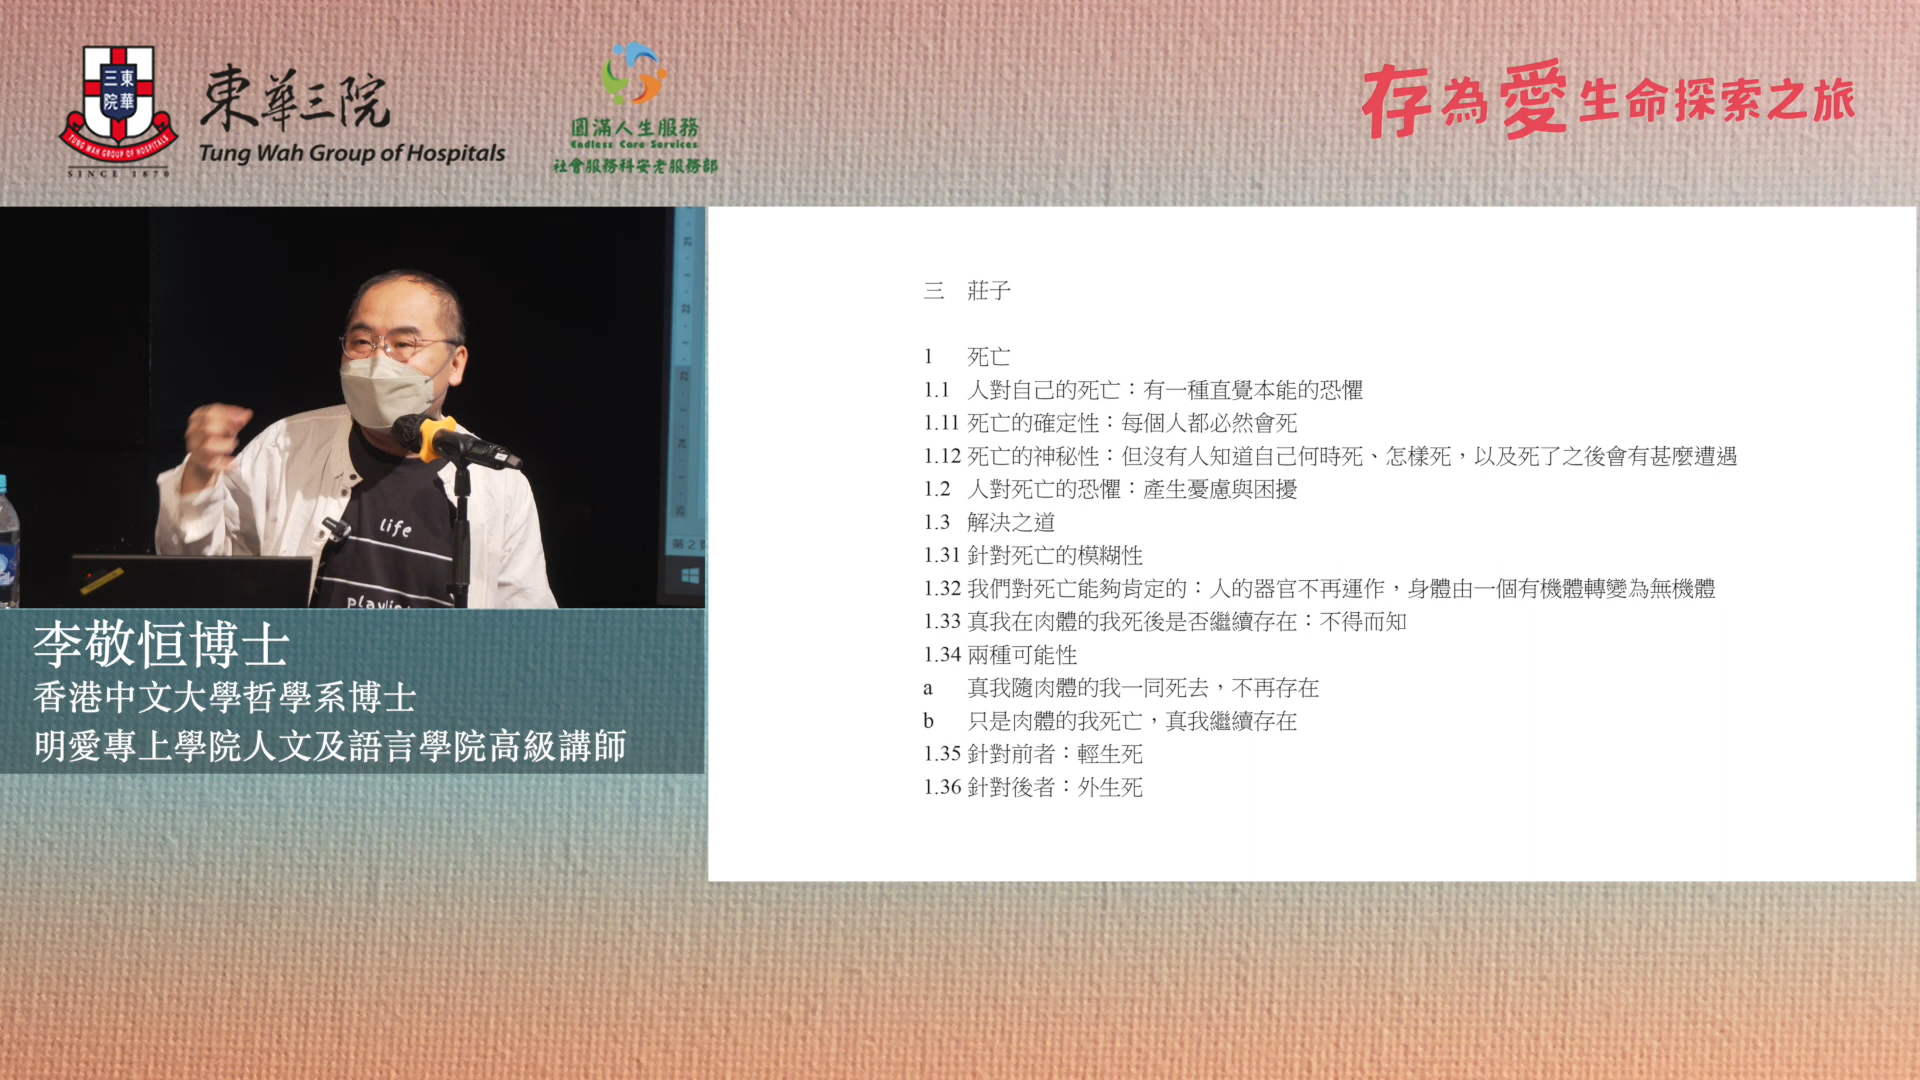 三東
院華
TUNG WAH GROUP OF HOSPITALS
SINCE 1870
東華三院
Tung Wah Group of Hospitals
圓滿人生服務
Endless Care Services
社會服務科安老服務部
存為愛生命探索之旅
life
第2
李敬恒博士
香港中文大學哲學系博士
明愛專上學院人文及語言學院高級講師
三 莊子
1 死亡
1.1 人對自己的死亡：有一種直覺本能的恐懼
1.11 死亡的確定性：每個人都必然會死
1.12 死亡的神秘性：但沒有人知道自己何時死、怎樣死，以及死了之後會有甚麼遭遇
1.2 人對死亡的恐懼：產生憂慮與困擾
1.3 解決之道
1.31 針對死亡的模糊性
1.32 我們對死亡能夠肯定的：人的器官不再運作，身體由一個有機體轉變為無機體
1.33 真我在肉體的我死後是否繼續存在：不得而知
1.34 兩種可能性
a 真我隨肉體的我一同死去，不再存在
b 只是肉體的我死亡，真我繼續存在
1.35 針對前者：輕生死
1.36 針對後者：外生死